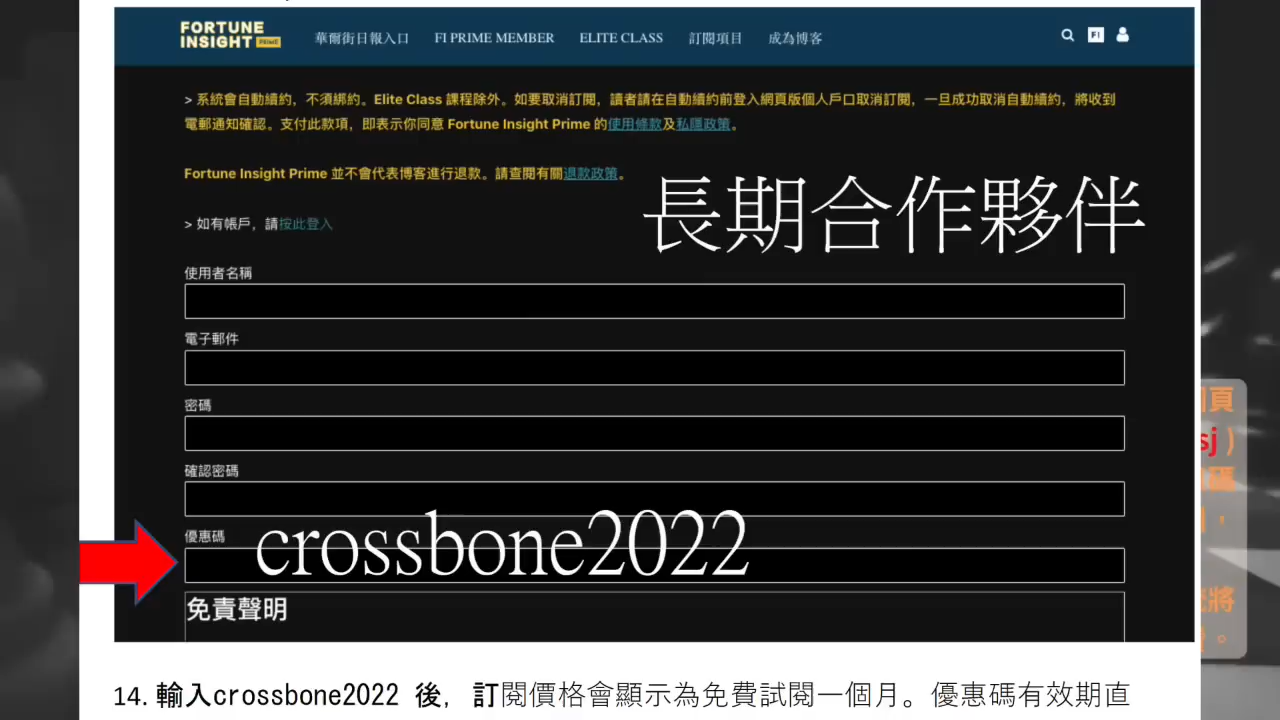 FORTUNE
INSIGHT PRIME
華爾街日報入口 FI PRIME MEMBER ELITE CLASS 訂閱項目 成為博客
FI
> 系統會自動續約，不須綁約。Elite Class 課程除外。如要取消訂閱，讀者請在自動續約前登入網頁版個人戶口取消訂閱，一旦成功取消自動續約，將收到
電郵通知確認。支付此款項，即表示你同意 Fortune Insight Prime 的使用條款及私隱政策。
Fortune Insight Prime 並不會代表博客進行退款。請查閱有關退款政策。
長期合作夥伴
> 如有帳戶，請按此登入
使用者名稱
電子郵件
密碼
頁
sj )
確認密碼
優惠碼
crossbone2022
免責聲明
將
。
14. 輸入crossbone2022 後，訂閱價格會顯示為免費試閱一個月。優惠碼有效期直